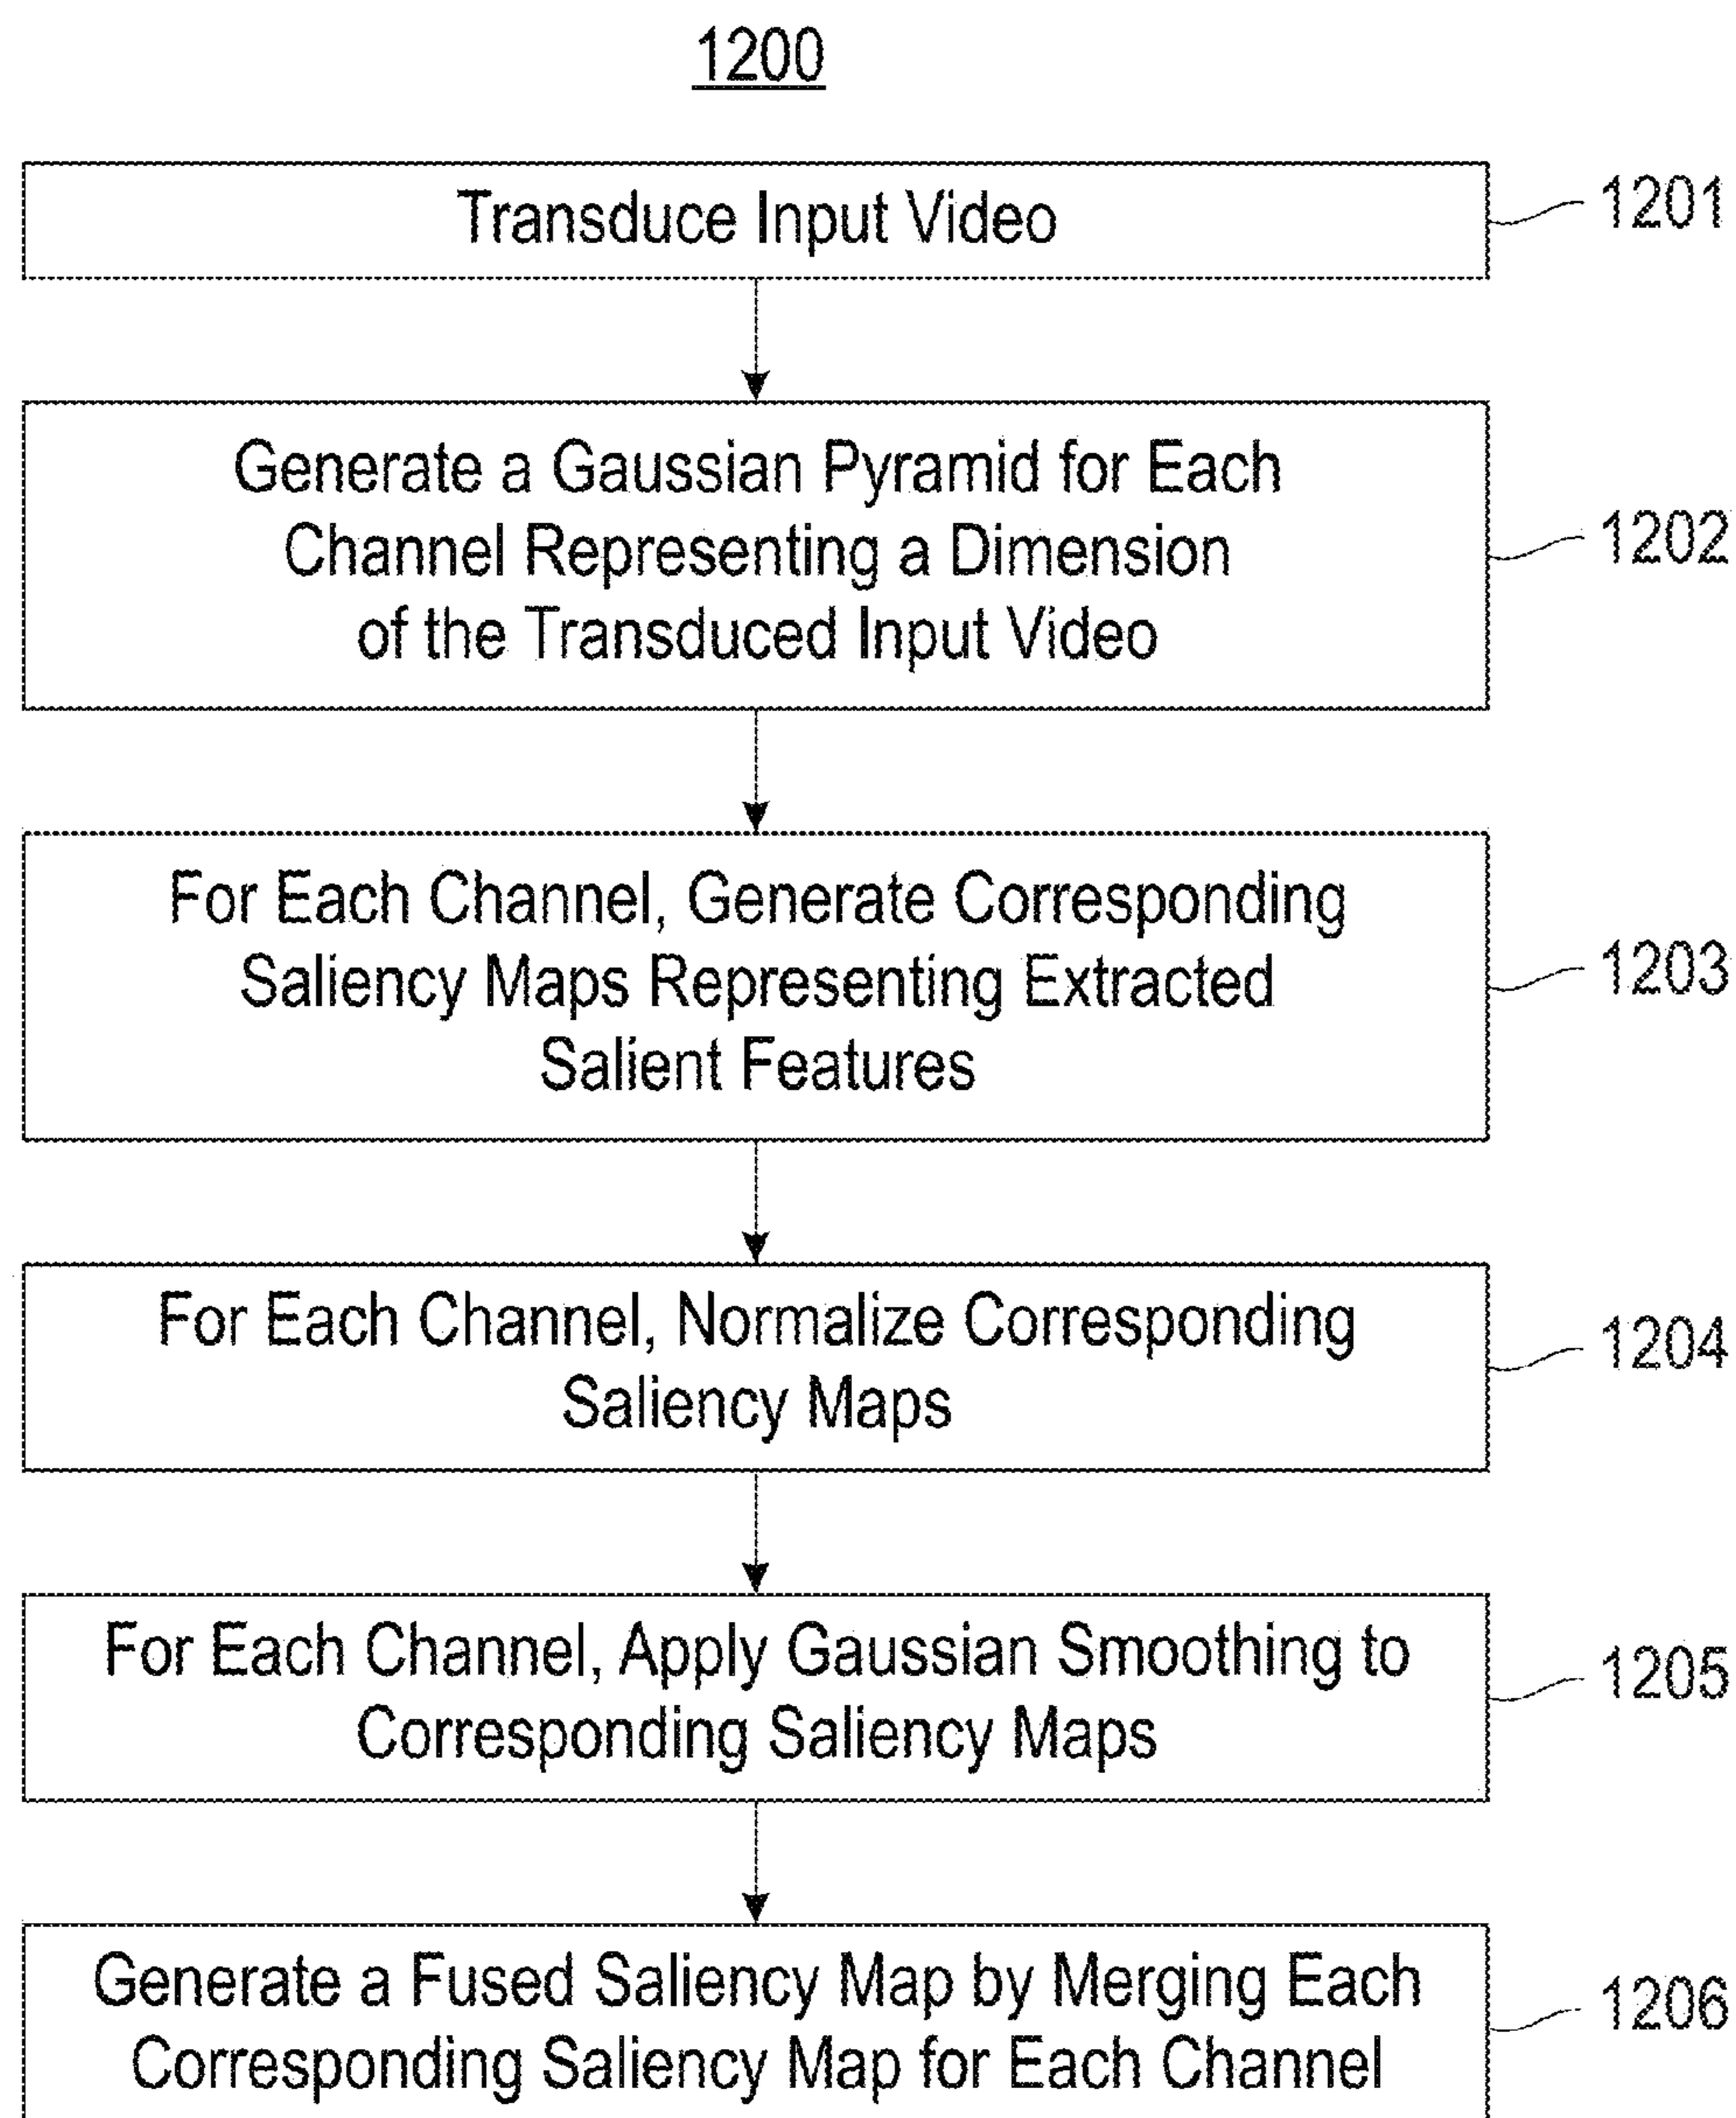 1200
Transduce Input Video
1201
Generate a Gaussian Pyramid for Each
Channel Representing a Dimension
of the Transduced Input Video
1202
For Each Channel, Generate Corresponding
Saliency Maps Representing Extracted
Salient Features
1203
For Each Channel, Normalize Corresponding
Saliency Maps
1204
For Each Channel, Apply Gaussian Smoothing to
Corresponding Saliency Maps
1205
Generate a Fused Saliency Map by Merging Each
Corresponding Saliency Map for Each Channel
1206